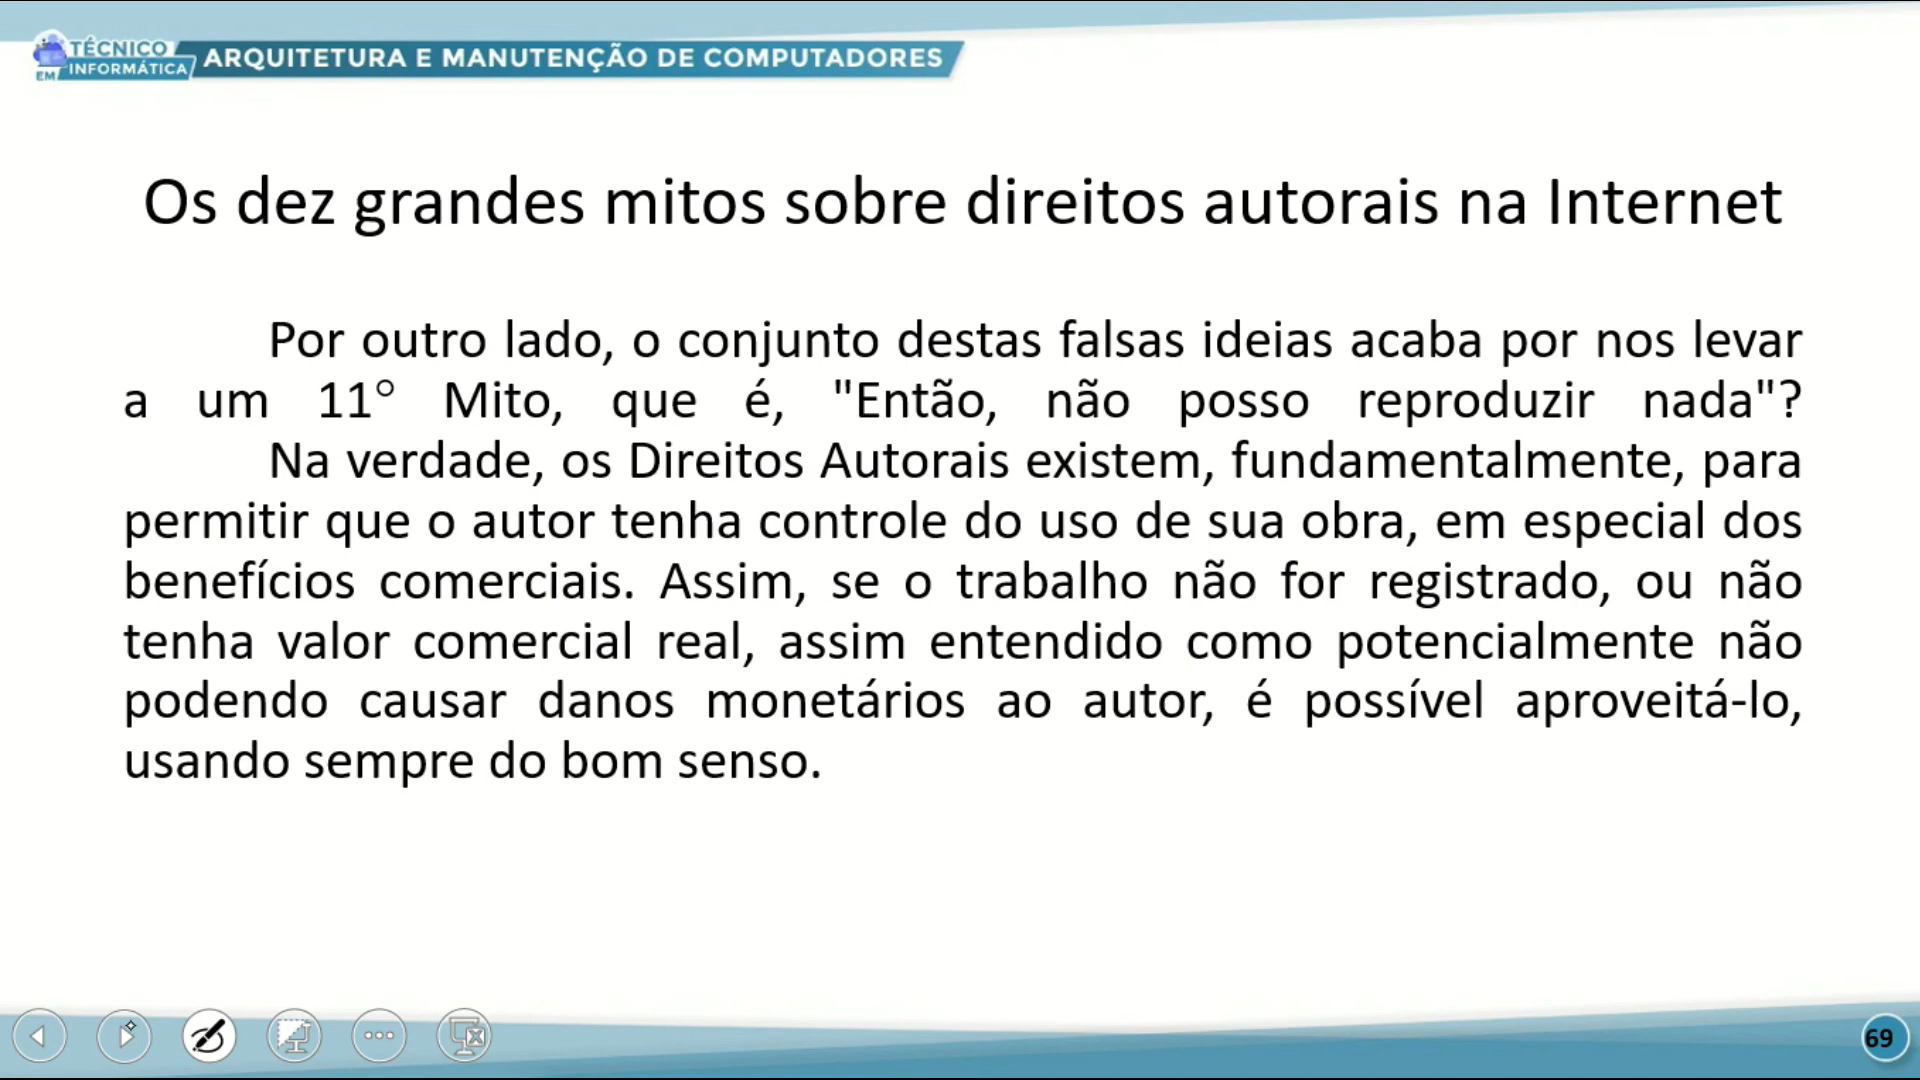 TÉCNICO
EM INFORMÁTICA
ARQUITETURA E MANUTENÇÃO DE COMPUTADORES
Os dez grandes mitos sobre direitos autorais na Internet
Por outro lado, o conjunto destas falsas ideias acaba por nos levar
a um 11° Mito, que é, "Então, não posso reproduzir nada"?
Na verdade, os Direitos Autorais existem, fundamentalmente, para
permitir que o autor tenha controle do uso de sua obra, em especial dos
benefícios comerciais. Assim, se o trabalho não for registrado, ou não
tenha valor comercial real, assim entendido como potencialmente não
podendo causar danos monetários ao autor, é possível aproveitá-lo,
usando sempre do bom senso.
69